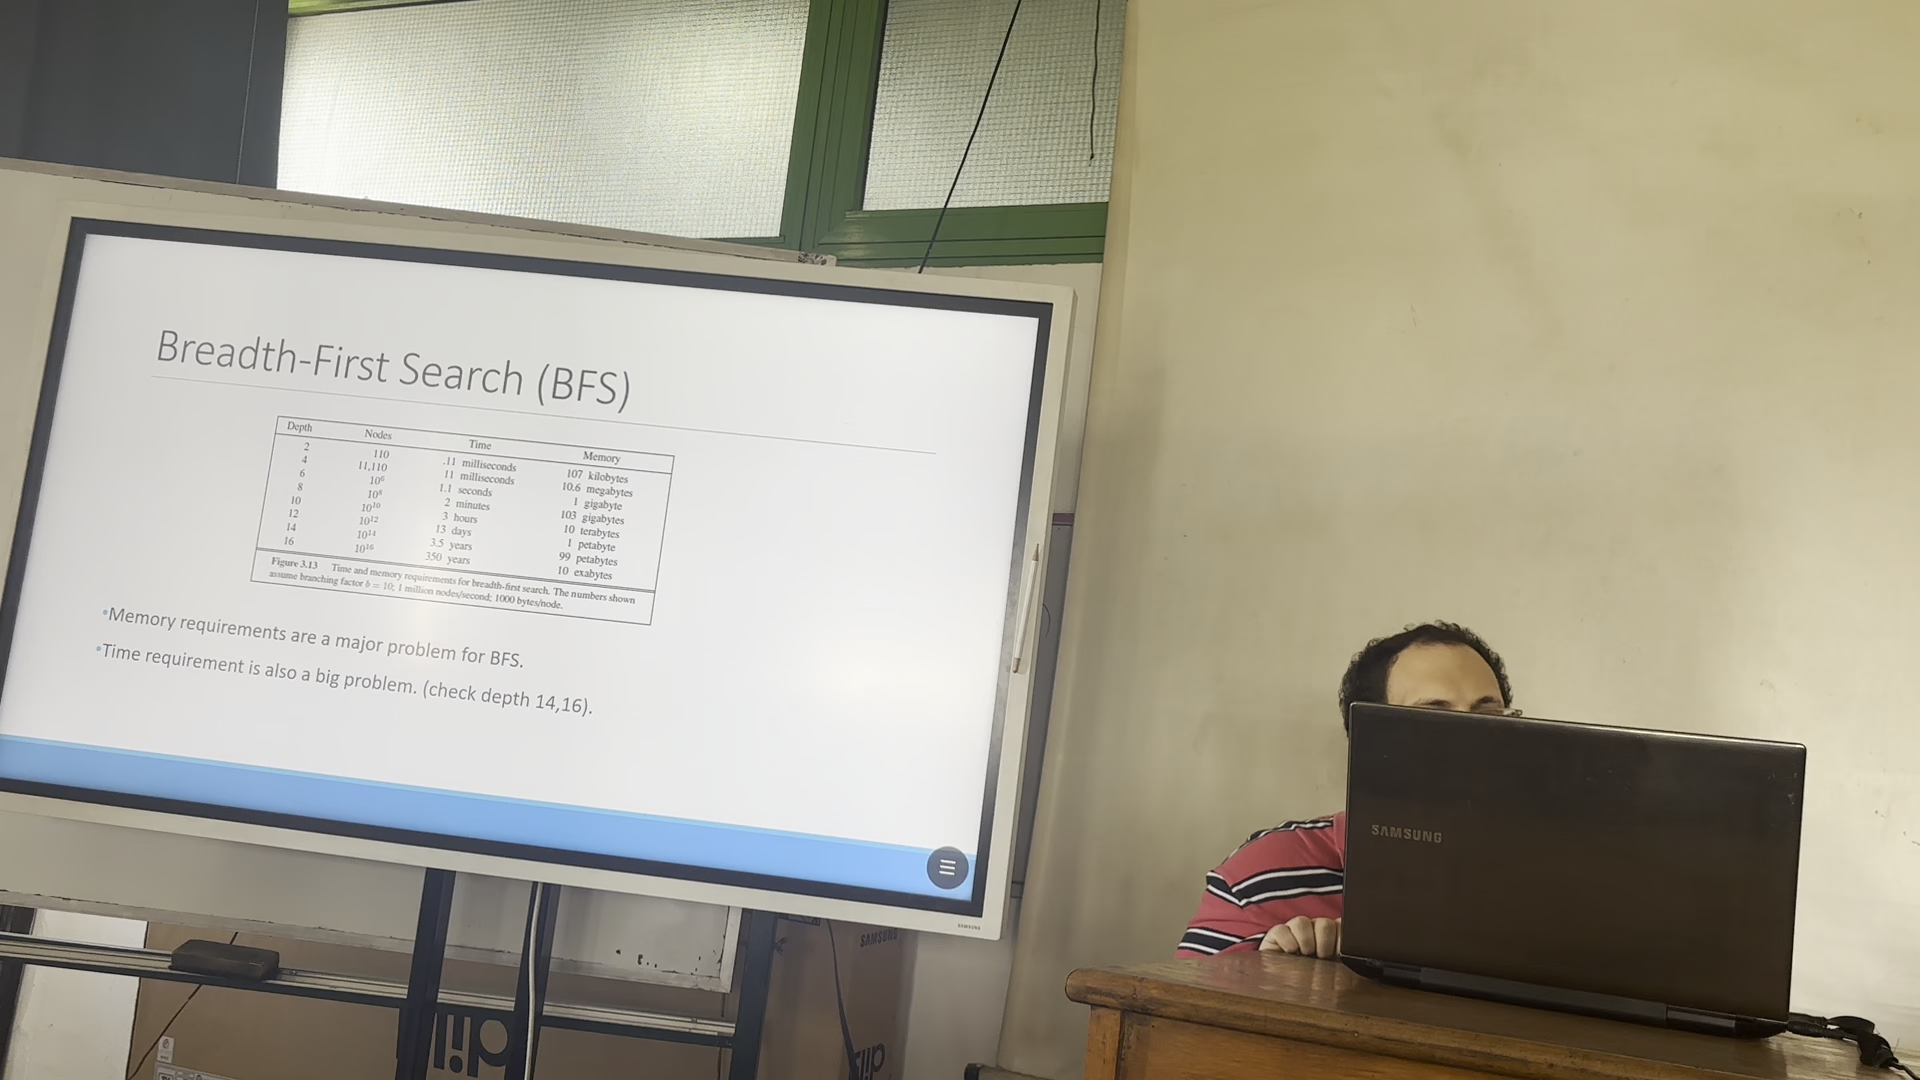 Breadth-First Search (BFS)
Depth Nodes Time Memory
2 110 .11 milliseconds 107 kilobytes
4 11,110 11 milliseconds 10.6 megabytes
6 10⁶ 1.1 seconds 1 gigabyte
8 10⁸ 2 minutes 103 gigabytes
10 10¹⁰ 3 hours 10 terabytes
12 10¹² 13 days 1 petabyte
14 10¹⁴ 3.5 years 99 petabytes
16 10¹⁶ 350 years 10 exabytes
Figure 3.13 Time and memory requirements for breadth-first search. The numbers shown
assume branching factor b = 10; 1 million nodes/second; 1000 bytes/node.
•Memory requirements are a major problem for BFS.
•Time requirement is also a big problem. (check depth 14,16).
SAMSUNG
SAMSUNG
SAMSUNG
flip
flip